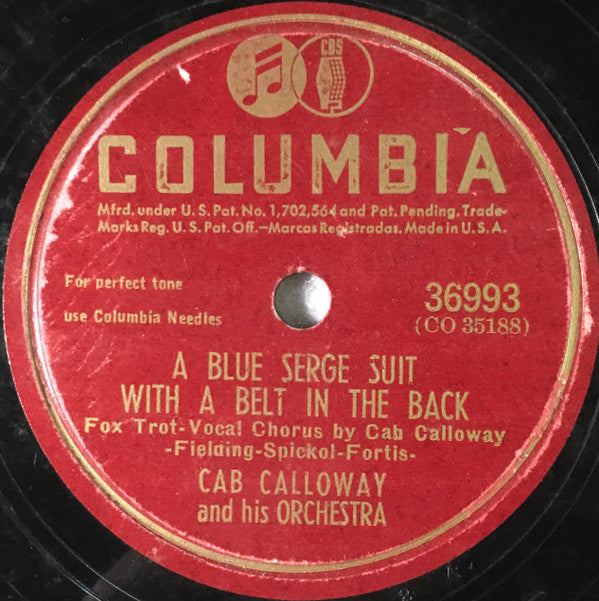 CBS
COLUMBIA
Mfrd. under U. S. Pat. No. 1,702,564 and Pat. Pending. Trade-
Marks Reg. U. S. Pat. Off.—Marcas Registradas. Made in U. S. A.
For perfect tone
use Columbia Needles
36993
(CO 35188)
A BLUE SERGE SUIT
WITH A BELT IN THE BACK
Fox Trot-Vocal Chorus by Cab Calloway
-Fielding-Spickol-Fortis-
CAB CALLOWAY
and his ORCHESTRA